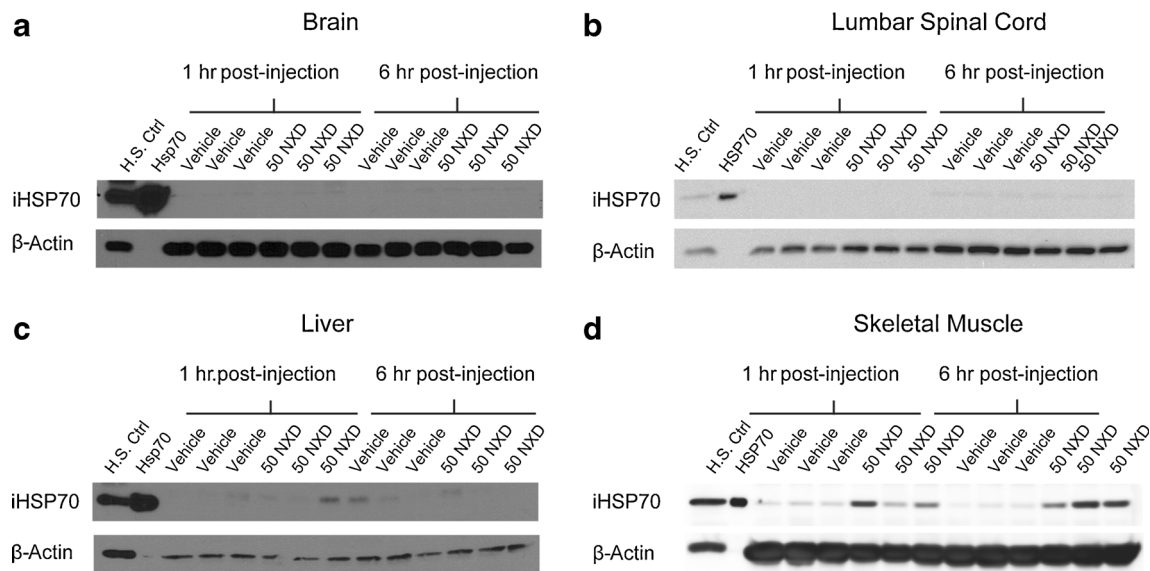 a
Brain
1 hr post-injection
6 hr post-injection
H.S. Ctrl
Hsp70
Vehicle
Vehicle
Vehicle
50 NXD
50 NXD
50 NXD
Vehicle
Vehicle
Vehicle
50 NXD
50 NXD
50 NXD
iHSP70
β-Actin
b
Lumbar Spinal Cord
1 hr post-injection
6 hr post-injection
H.S. Ctrl
HSP70
Vehicle
Vehicle
Vehicle
50 NXD
50 NXD
50 NXD
Vehicle
Vehicle
Vehicle
50 NXD
50 NXD
50 NXD
iHSP70
β-Actin
c
Liver
1 hr.post-injection
6 hr post-injection
H.S. Ctrl
Hsp70
Vehicle
Vehicle
Vehicle
50 NXD
50 NXD
50 NXD
Vehicle
Vehicle
Vehicle
50 NXD
50 NXD
50 NXD
iHSP70
β-Actin
d
Skeletal Muscle
1 hr post-injection
6 hr post-injection
H.S. Ctrl
HSP70
Vehicle
Vehicle
Vehicle
50 NXD
50 NXD
50 NXD
Vehicle
Vehicle
Vehicle
50 NXD
50 NXD
50 NXD
iHSP70
β-Actin